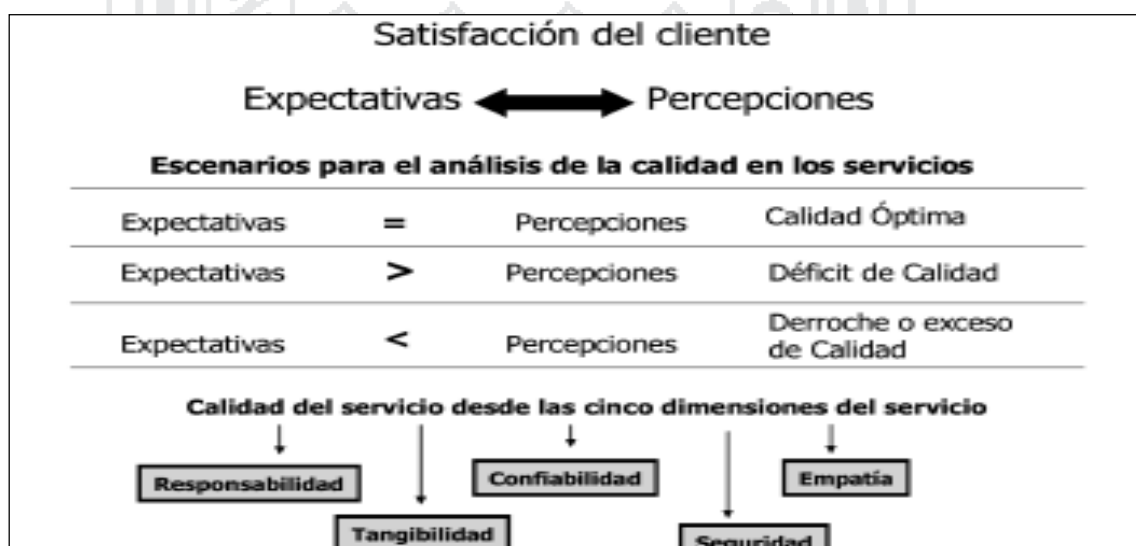 Satisfacción del cliente
Expectativas Percepciones
Escenarios para el análisis de la calidad en los servicios
Expectativas = Percepciones Calidad Óptima
Expectativas > Percepciones Déficit de Calidad
Expectativas < Percepciones Derroche o exceso
de Calidad
Calidad del servicio desde las cinco dimensiones del servicio
Responsabilidad Confiabilidad Empatía
Tangibilidad Seguridad